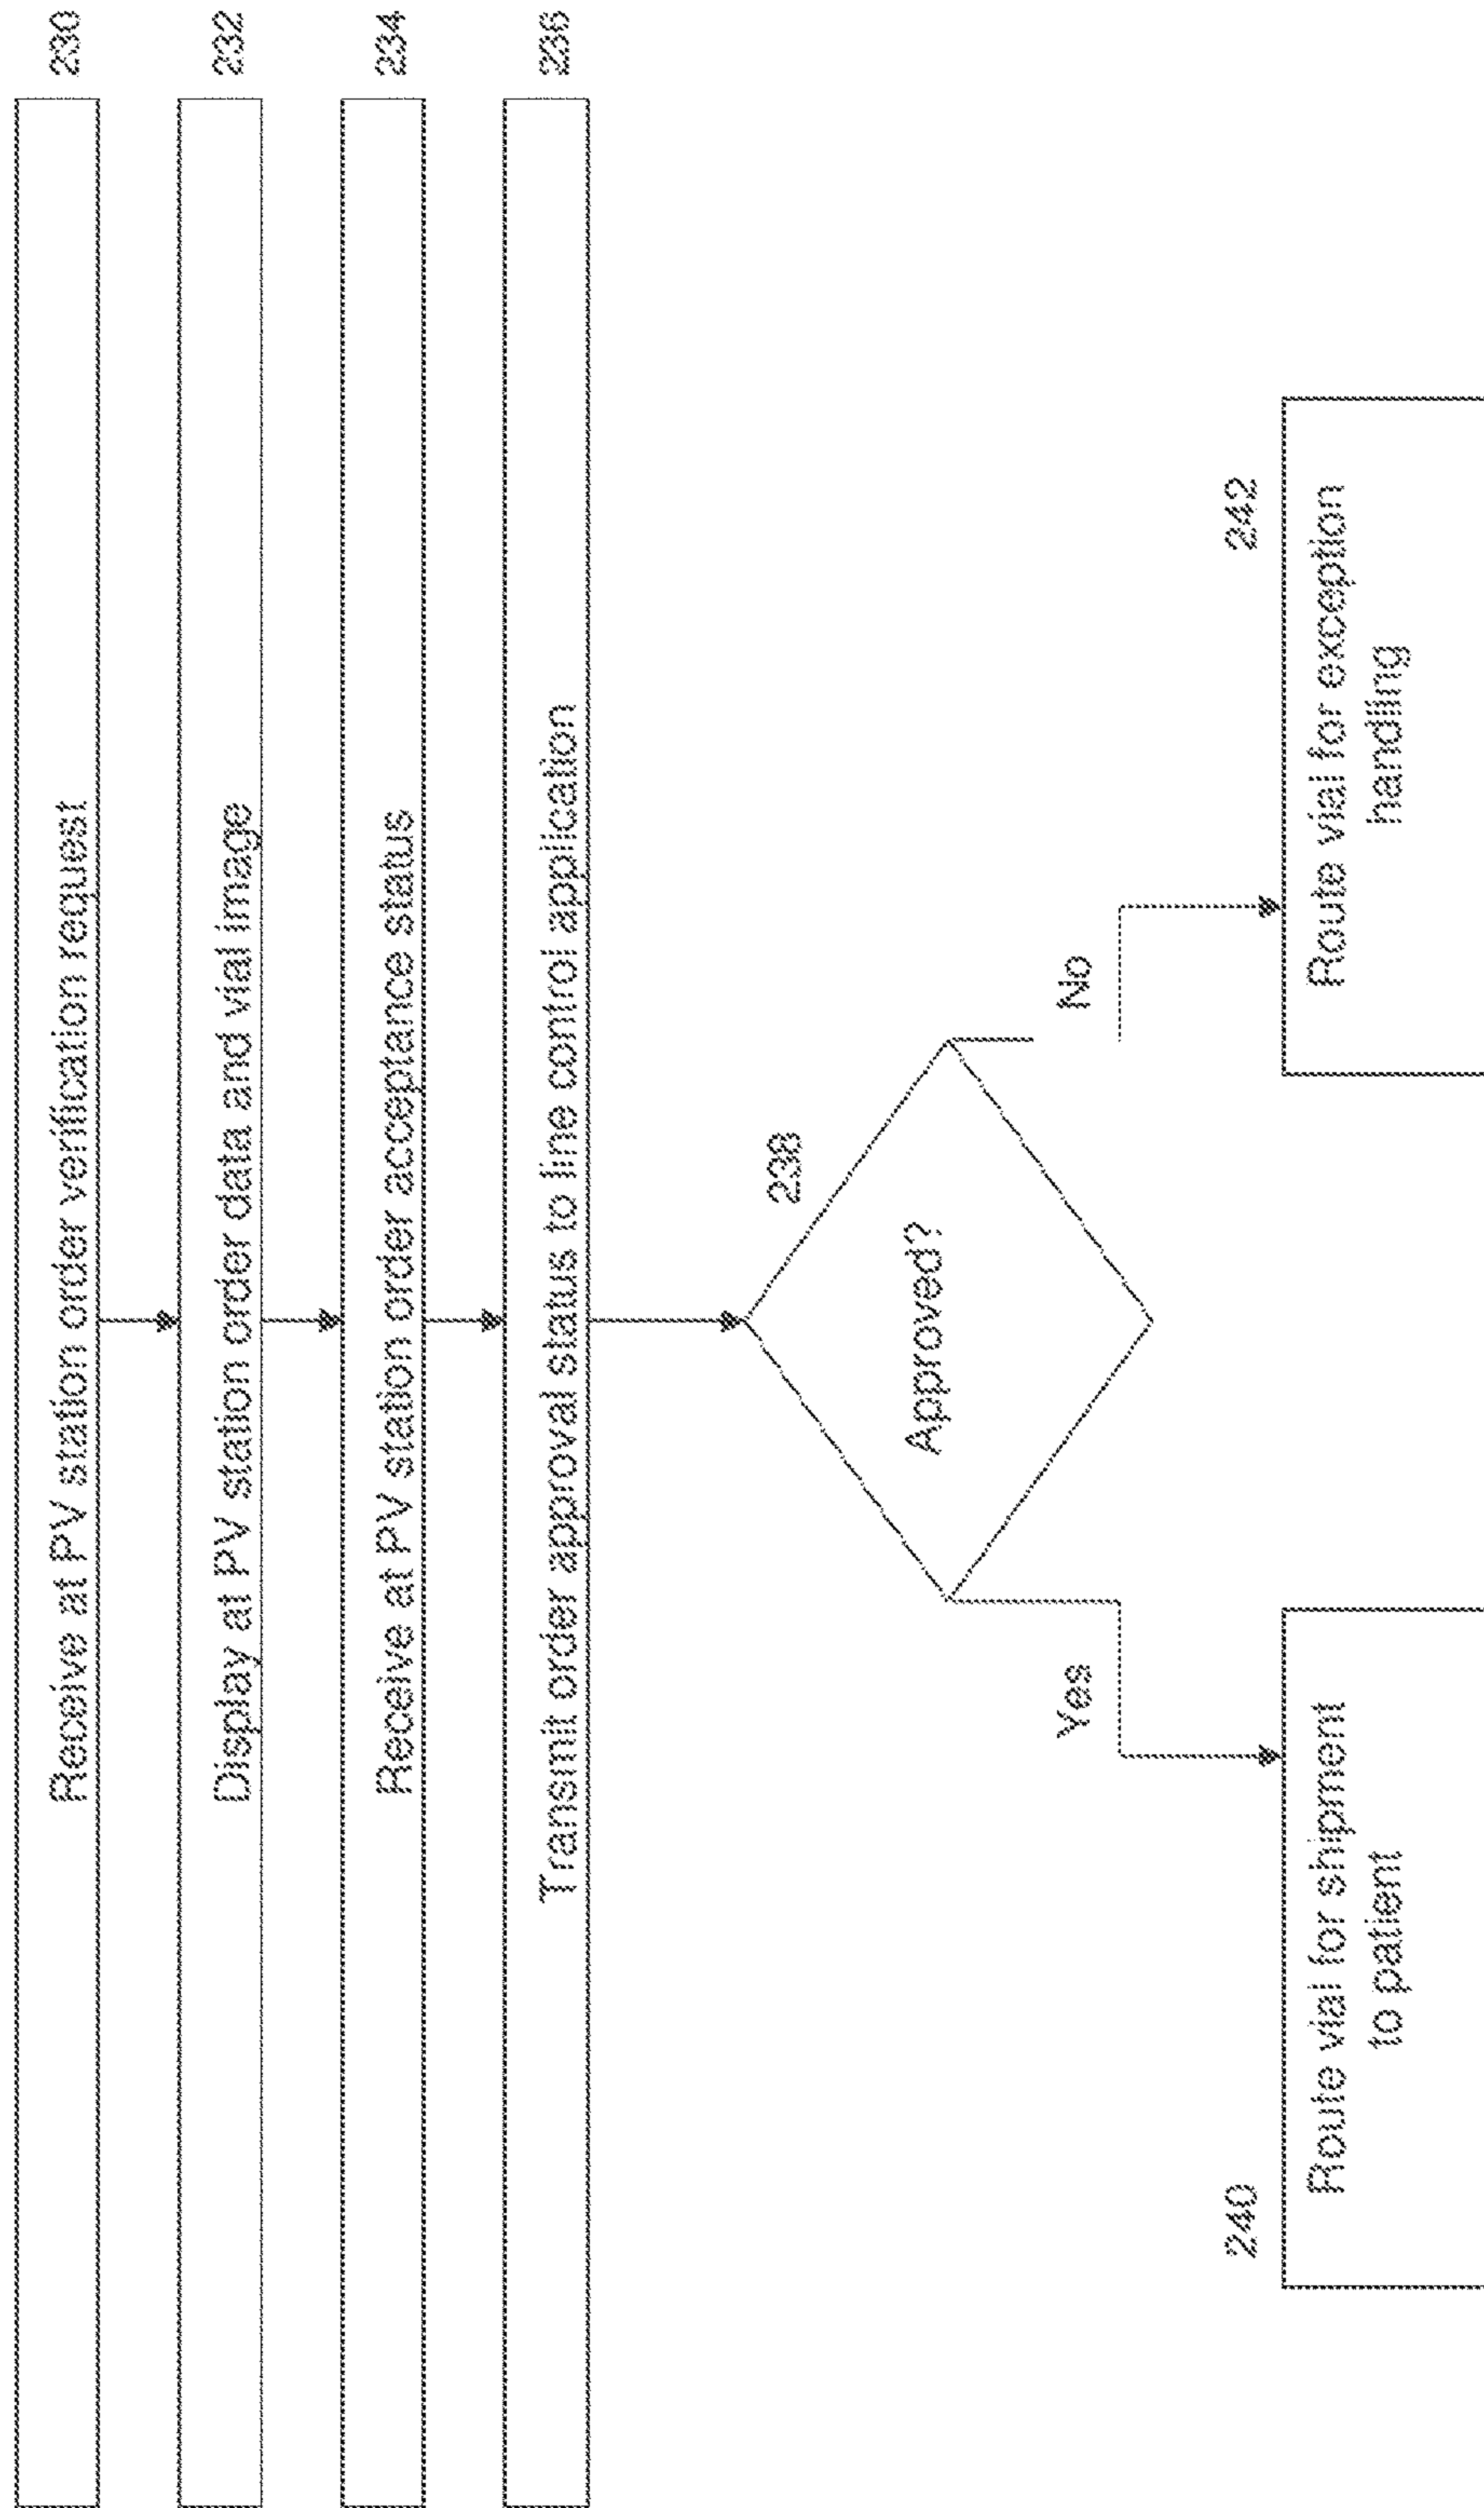 Receive at PV station order verification request
230
Display at PV station order data and vial image
232
Receive at PV station order acceptance status
234
Transmit order approval status to line control application
236
238
Approved?
Yes
No
240
Route vial for shipment
to patient
242
Route vial for exception
handling